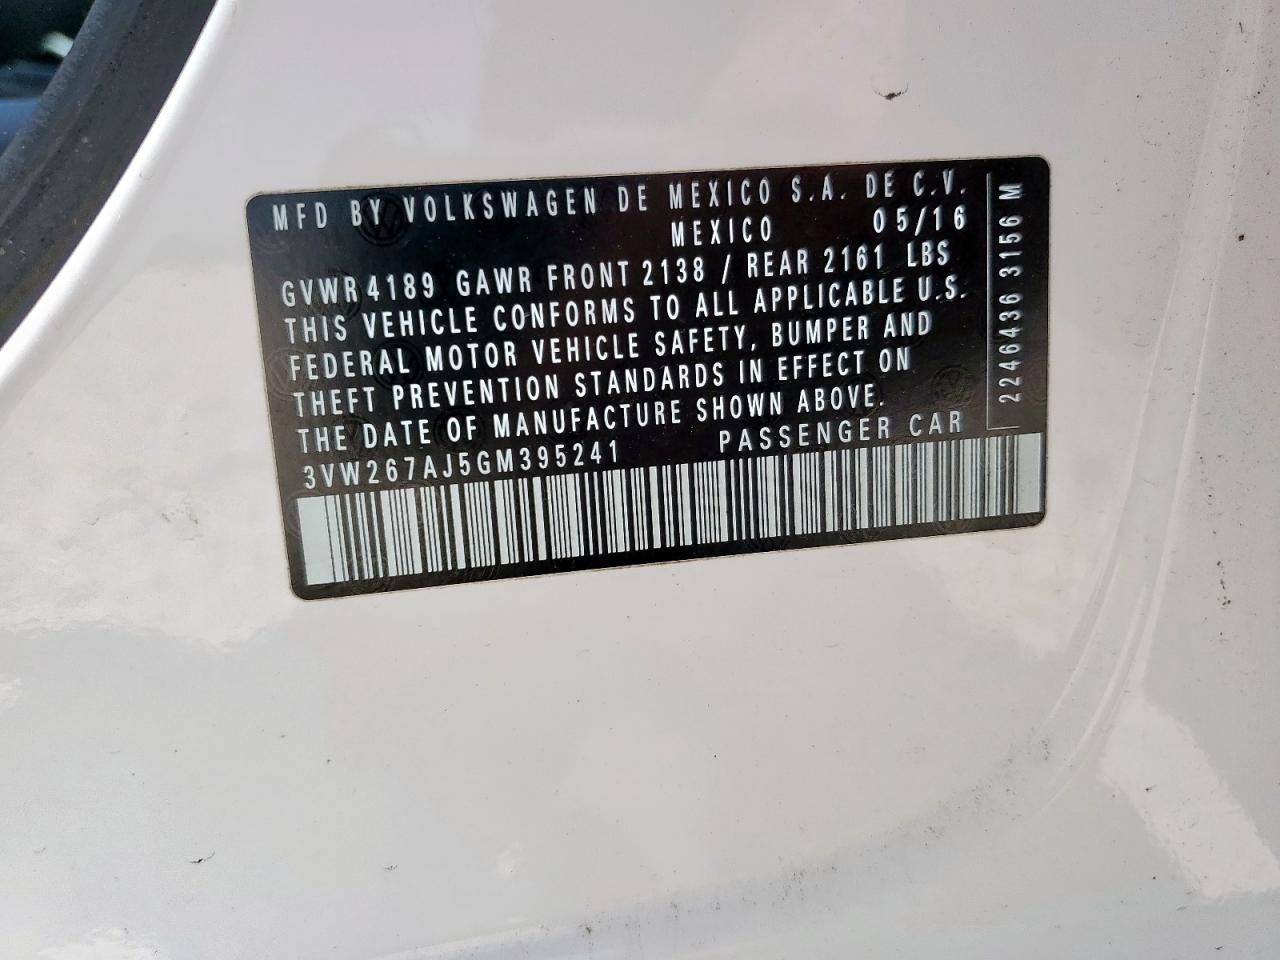 MFD BY VOLKSWAGEN DE MEXICO S.A. DE C.V.
MEXICO 05/16
GVWR 4189 GAWR FRONT 2138 / REAR 2161 LBS
THIS VEHICLE CONFORMS TO ALL APPLICABLE U.S.
FEDERAL MOTOR VEHICLE SAFETY, BUMPER AND
THEFT PREVENTION STANDARDS IN EFFECT ON
THE DATE OF MANUFACTURE SHOWN ABOVE.
3VW267AJ5GM395241 PASSENGER CAR
2246436 3156 M